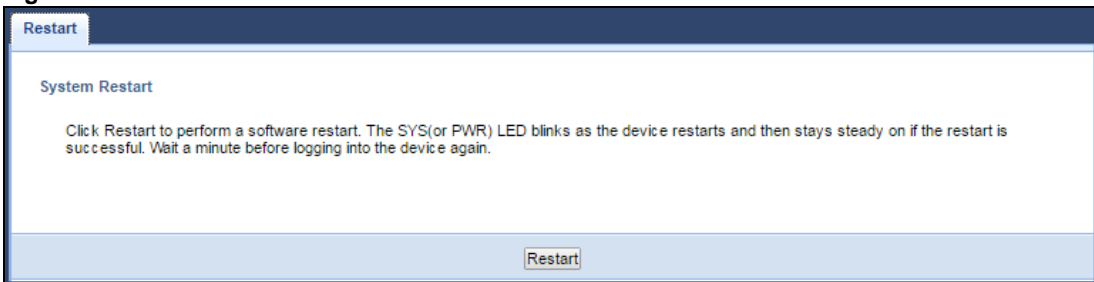 Restart
System Restart
Click Restart to perform a software restart. The SYS(or PWR) LED blinks as the device restarts and then stays steady on if the restart is
successful. Wait a minute before logging into the device again.
Restart